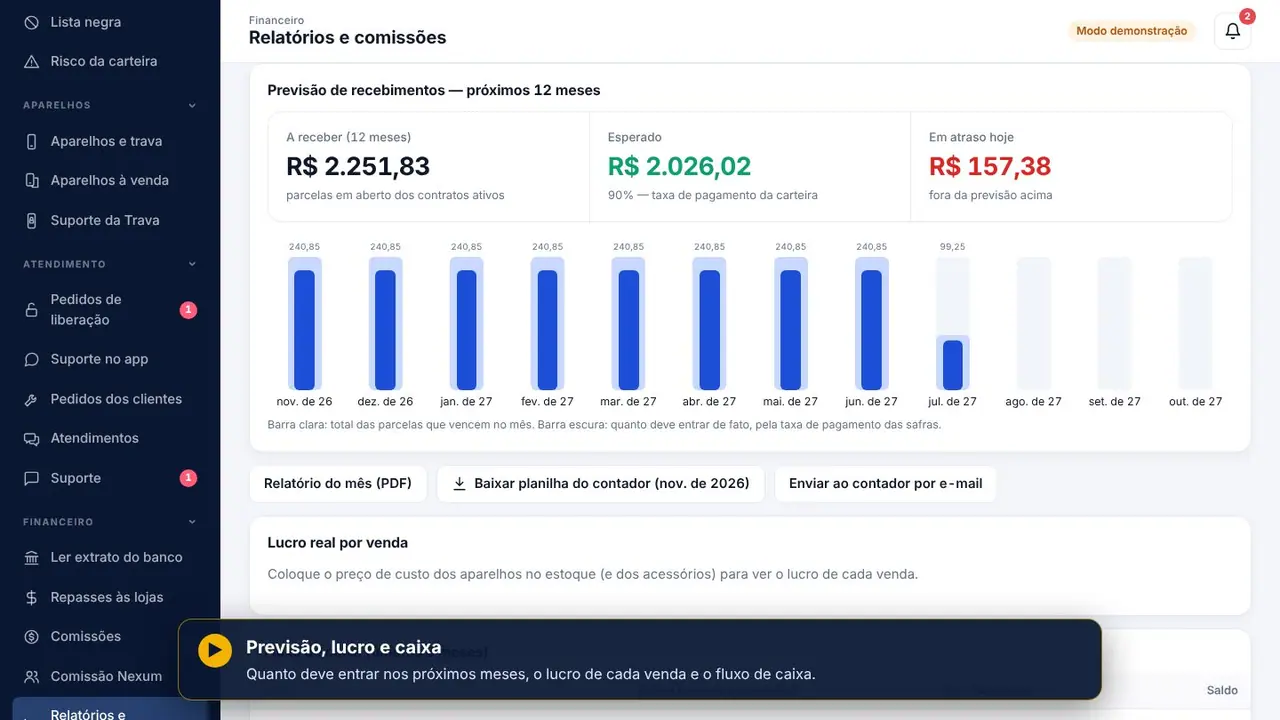 Lista negra
Risco da carteira
APARELHOS
Aparelhos e trava
Aparelhos à venda
Suporte da Trava
ATENDIMENTO
Pedidos de
liberação
1
Suporte no app
Pedidos dos clientes
Atendimentos
Suporte
1
FINANCEIRO
Ler extrato do banco
Repasses às lojas
Comissões
Comissão Nexum
Relatórios e
Financeiro
Relatórios e comissões
Modo demonstração
2
Previsão de recebimentos — próximos 12 meses
A receber (12 meses)
R$ 2.251,83
parcelas em aberto dos contratos ativos
Esperado
R$ 2.026,02
90% — taxa de pagamento da carteira
Em atraso hoje
R$ 157,38
fora da previsão acima
240,85 240,85 240,85 240,85 240,85 240,85 240,85 240,85 99,25
nov. de 26 dez. de 26 jan. de 27 fev. de 27 mar. de 27 abr. de 27 mai. de 27 jun. de 27 jul. de 27 ago. de 27 set. de 27 out. de 27
Barra clara: total das parcelas que vencem no mês. Barra escura: quanto deve entrar de fato, pela taxa de pagamento das safras.
Relatório do mês (PDF)
Baixar planilha do contador (nov. de 2026)
Enviar ao contador por e-mail
Lucro real por venda
Coloque o preço de custo dos aparelhos no estoque (e dos acessórios) para ver o lucro de cada venda.
Previsão, lucro e caixa
Quanto deve entrar nos próximos meses, o lucro de cada venda e o fluxo de caixa.
Saldo